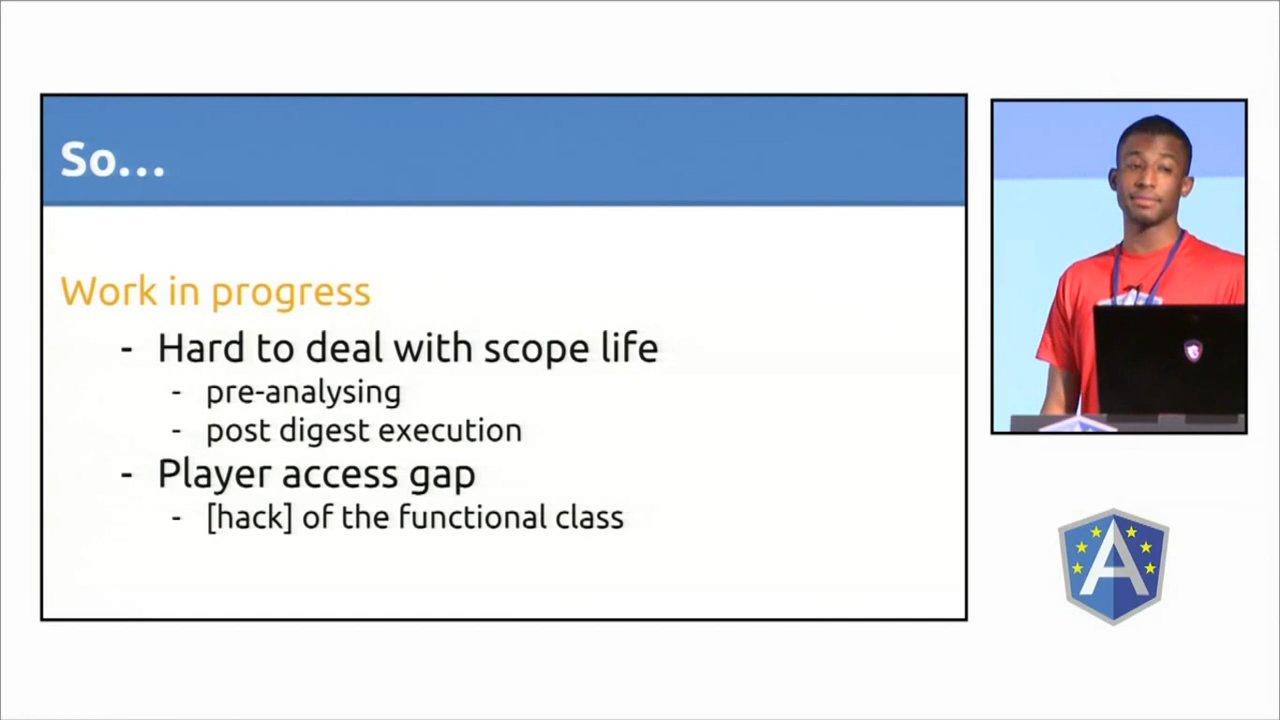 So...
Work in progress
- Hard to deal with scope life
- pre-analysing
- post digest execution
- Player access gap
- [hack] of the functional class
A